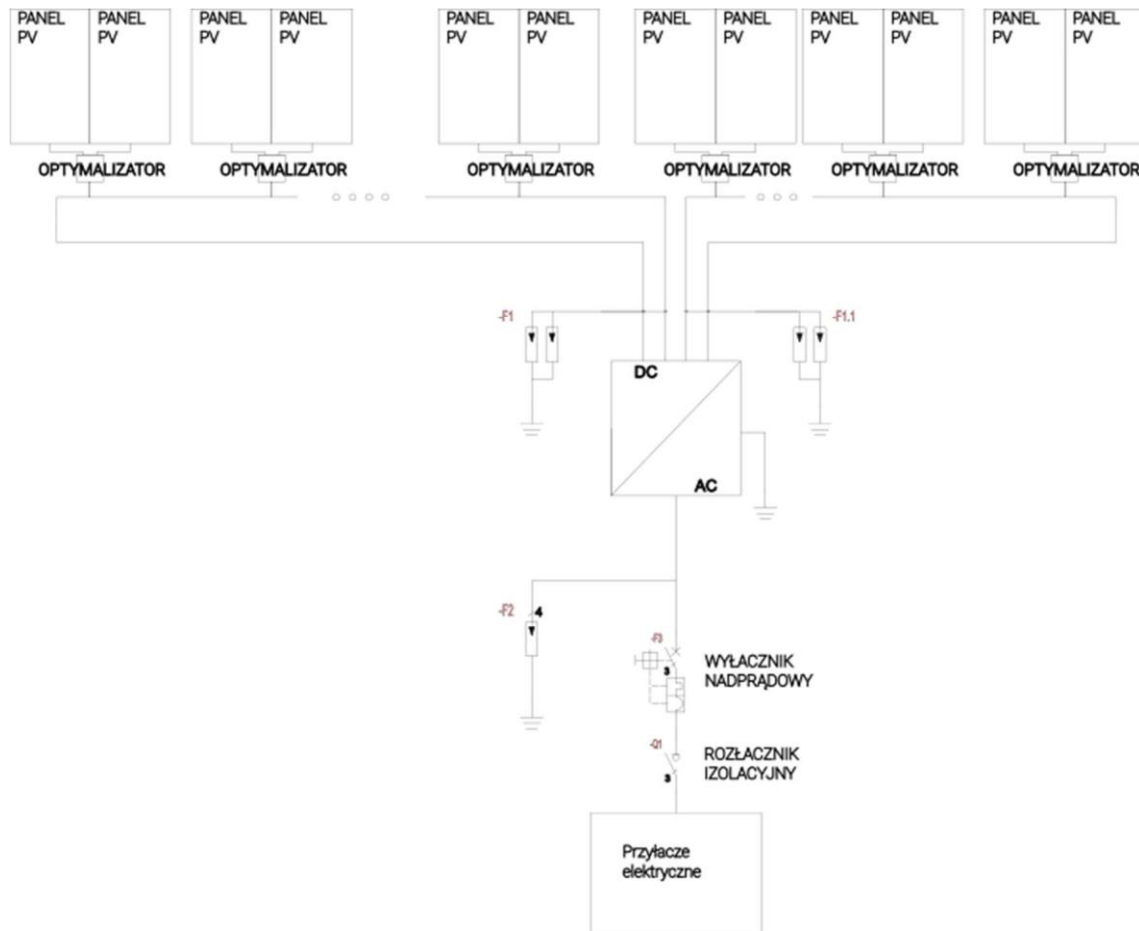 PANEL PANEL PANEL PANEL PANEL PANEL PANEL PANEL PANEL PANEL PANEL PANEL
PV PV PV PV PV PV PV PV PV PV PV PV
OPTYMALIZATOR OPTYMALIZATOR OPTYMALIZATOR OPTYMALIZATOR OPTYMALIZATOR OPTYMALIZATOR
-F1
-F1.1
DC
AC
-F2
4
-F3
3
WYŁACZNIK
NADPRĄDOWY
-Q1
3
ROZŁACZNIK
IZOLACYJNY
Przyłacze
elektryczne